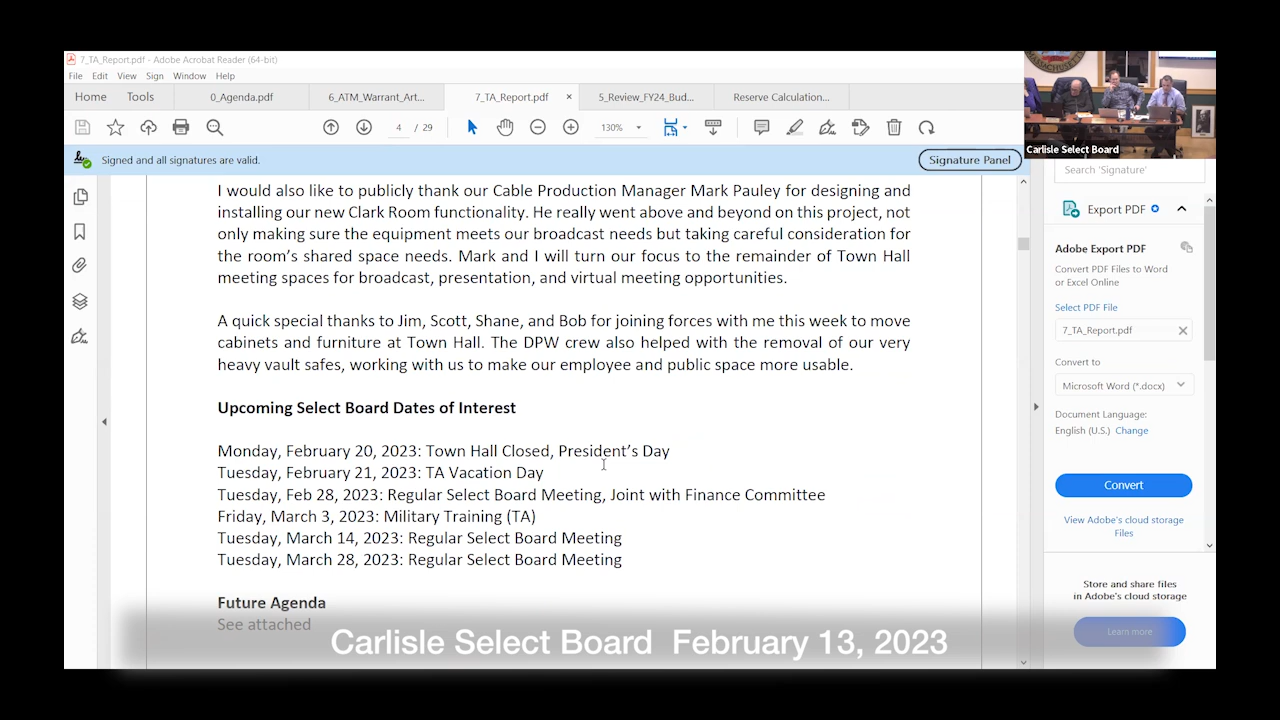 7_TA_Report.pdf - Adobe Acrobat Reader (64-bit)
File Edit View Sign Window Help
Home Tools 0_Agenda.pdf 6_ATM_Warrant_Art... 7_TA_Report.pdf × 5_Review_FY24_Bud... Reserve Calculation...
4 / 29 130%
MASSACHUSETTS
Carlisle Select Board
Signed and all signatures are valid.
Signature Panel
Search 'Signature'
I would also like to publicly thank our Cable Production Manager Mark Pauley for designing and
installing our new Clark Room functionality. He really went above and beyond on this project, not
only making sure the equipment meets our broadcast needs but taking careful consideration for
the room's shared space needs. Mark and I will turn our focus to the remainder of Town Hall
meeting spaces for broadcast, presentation, and virtual meeting opportunities.
A quick special thanks to Jim, Scott, Shane, and Bob for joining forces with me this week to move
cabinets and furniture at Town Hall. The DPW crew also helped with the removal of our very
heavy vault safes, working with us to make our employee and public space more usable.
Upcoming Select Board Dates of Interest
Monday, February 20, 2023: Town Hall Closed, President's Day
Tuesday, February 21, 2023: TA Vacation Day
Tuesday, Feb 28, 2023: Regular Select Board Meeting, Joint with Finance Committee
Friday, March 3, 2023: Military Training (TA)
Tuesday, March 14, 2023: Regular Select Board Meeting
Tuesday, March 28, 2023: Regular Select Board Meeting
Future Agenda
See attached
Export PDF
Adobe Export PDF
Convert PDF Files to Word
or Excel Online
Select PDF File
7_TA_Report.pdf
Convert to
Microsoft Word (*.docx)
Document Language:
English (U.S.) Change
Convert
View Adobe's cloud storage
Files
Store and share files
in Adobe's cloud storage
Learn more
Carlisle Select Board February 13, 2023